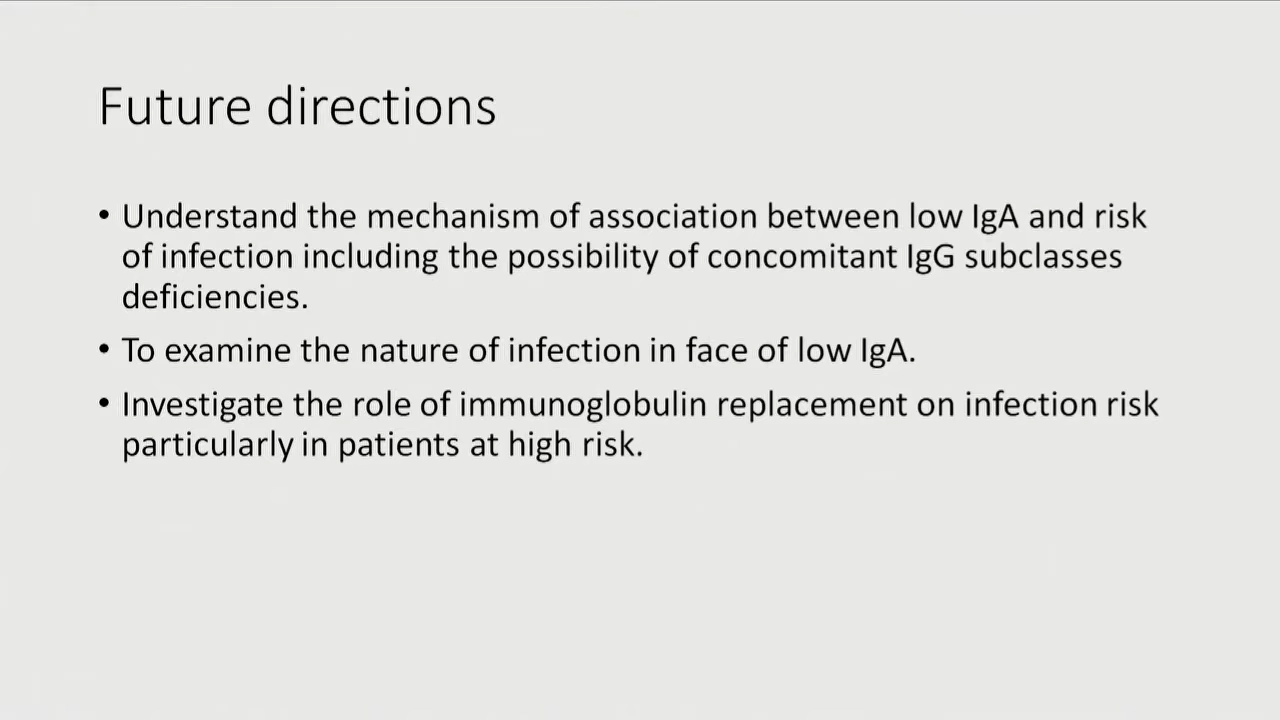 Future directions
• Understand the mechanism of association between low IgA and risk
of infection including the possibility of concomitant IgG subclasses
deficiencies.
• To examine the nature of infection in face of low IgA.
• Investigate the role of immunoglobulin replacement on infection risk
particularly in patients at high risk.